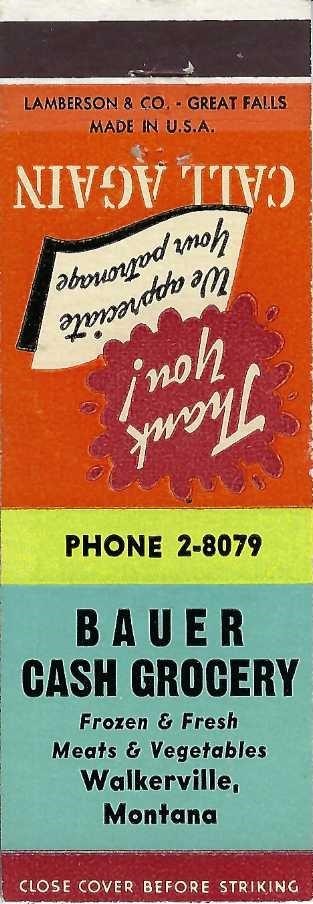 LAMBERSON & CO. - GREAT FALLS
MADE IN U.S.A.
Thank
You!
We appreciate
Your patronage
CALL AGAIN
PHONE 2-8079
BAUER
CASH GROCERY
Frozen & Fresh
Meats & Vegetables
Walkerville,
Montana
CLOSE COVER BEFORE STRIKING